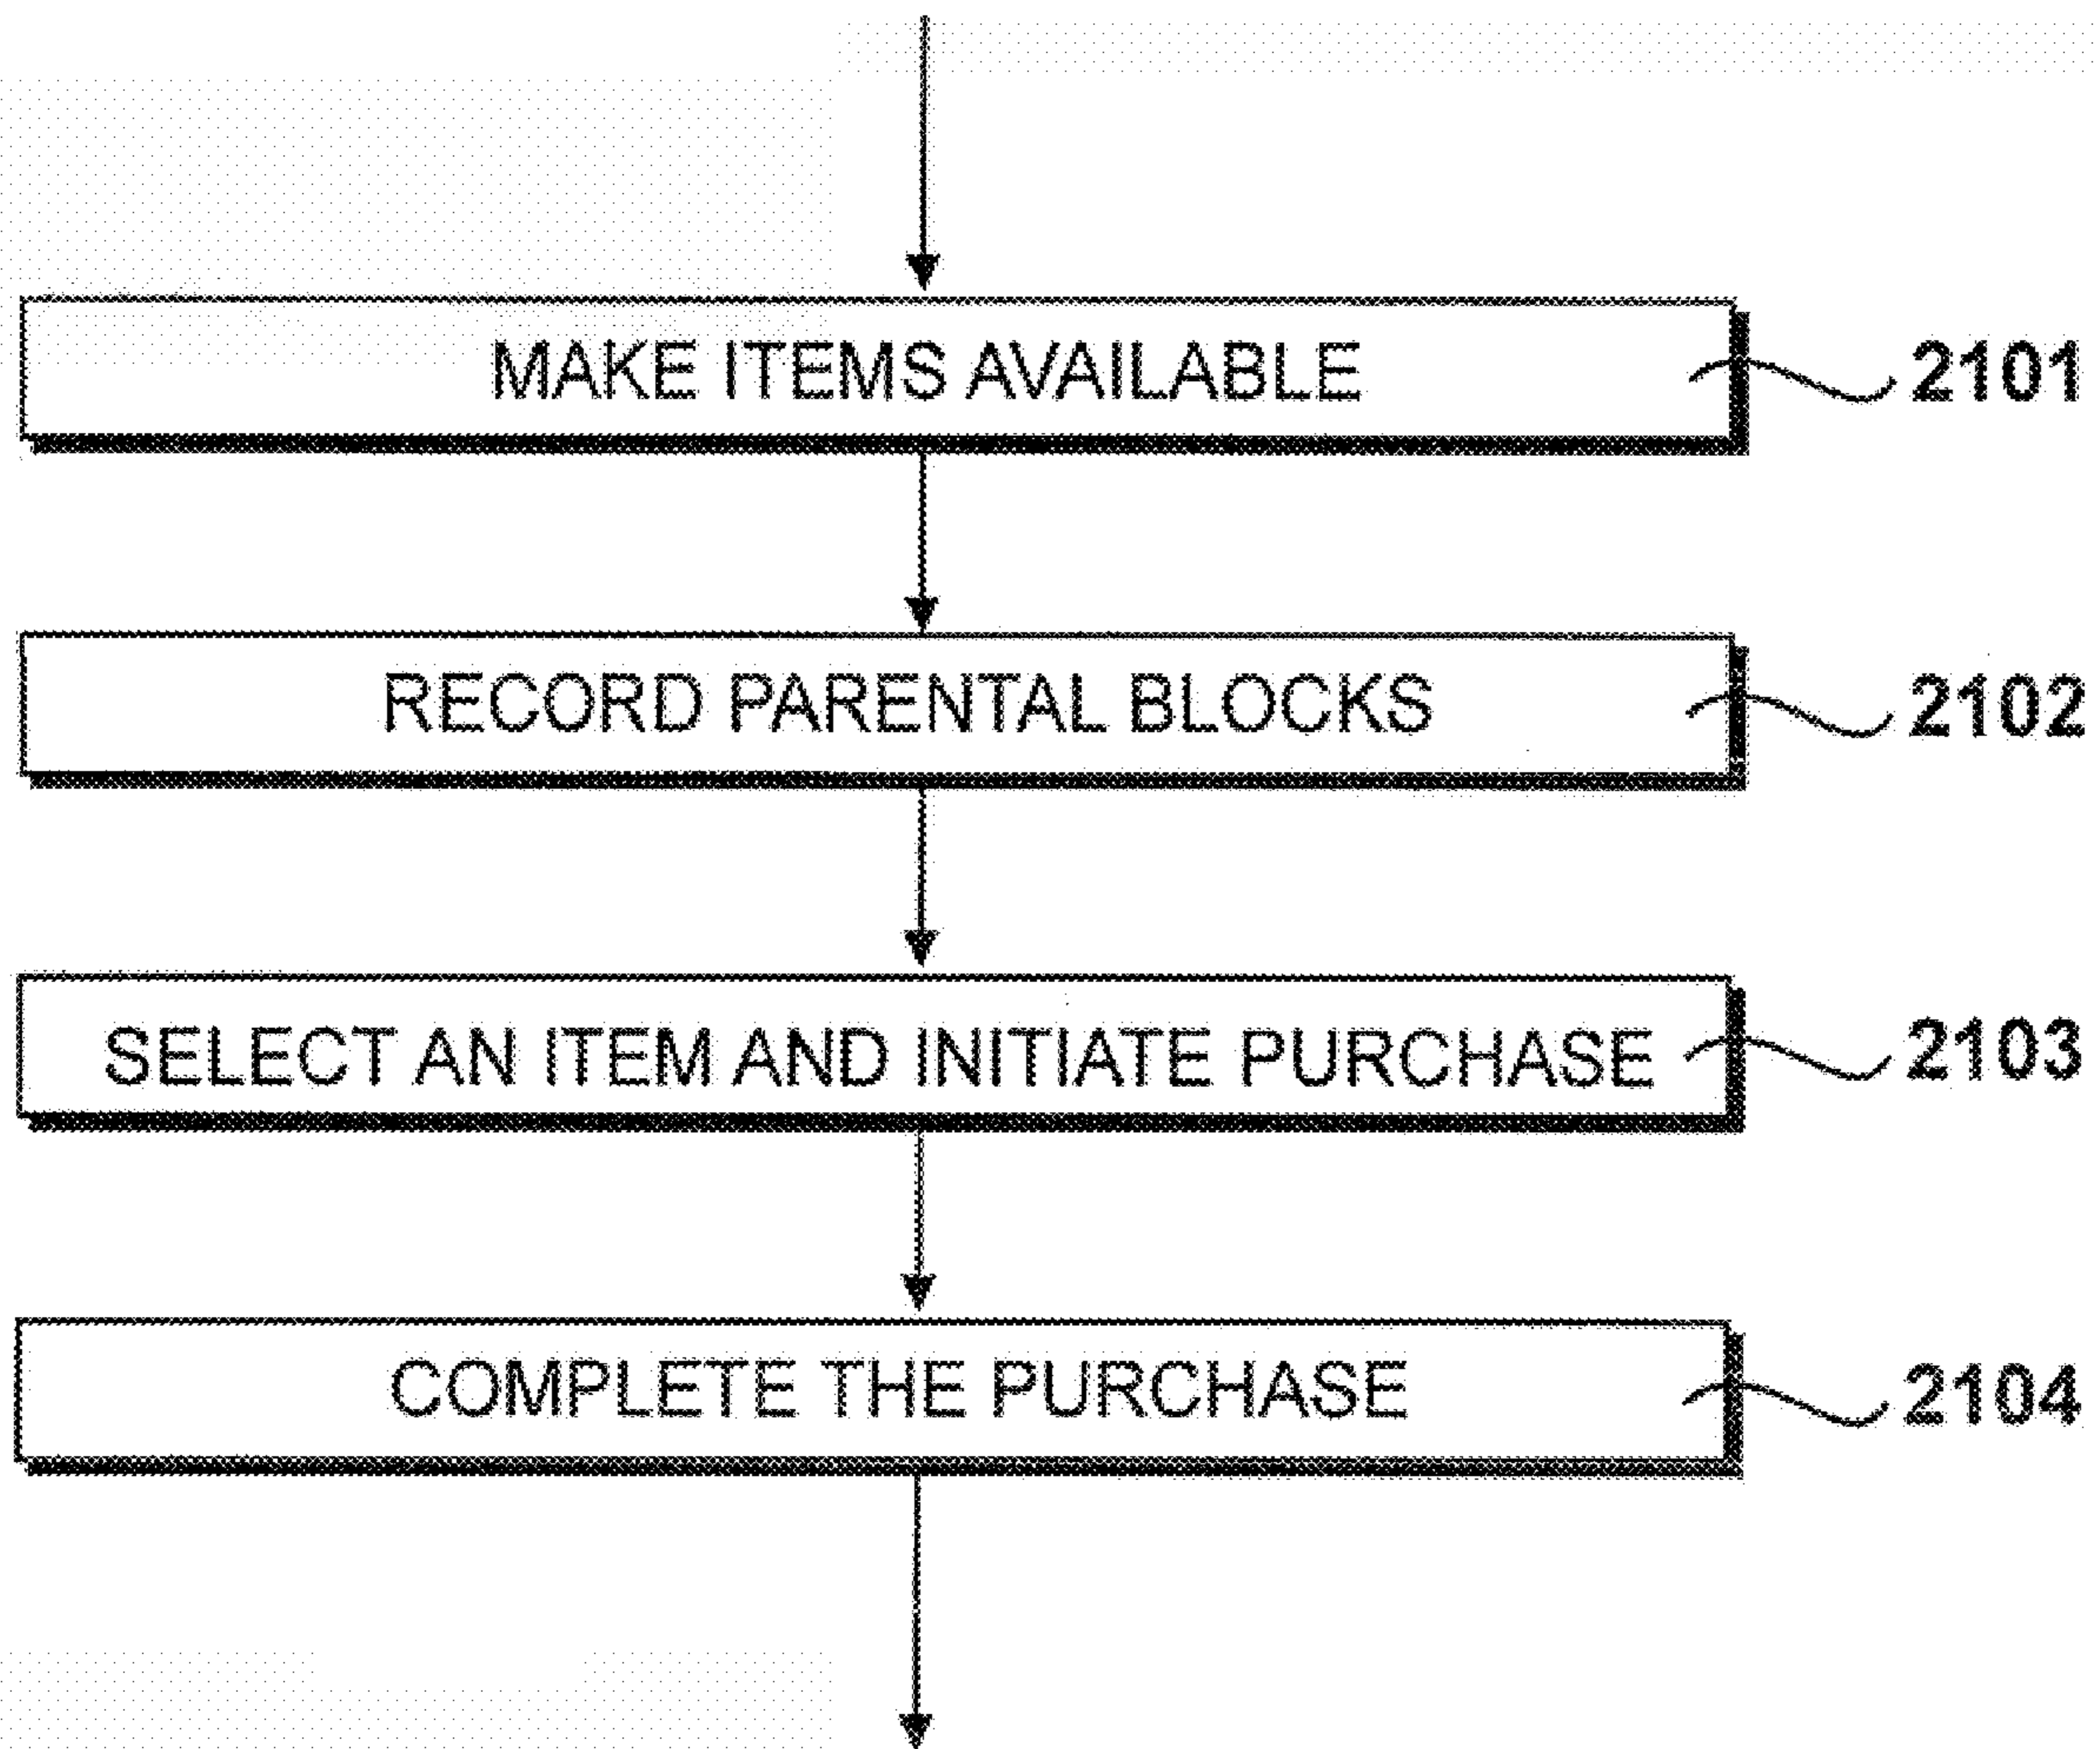 MAKE ITEMS AVAILABLE 2101
RECORD PARENTAL BLOCKS 2102
SELECT AN ITEM AND INITIATE PURCHASE 2103
COMPLETE THE PURCHASE 2104